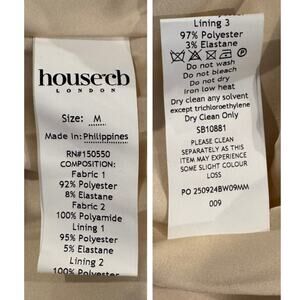 house cb
LONDON
Size: M
Made in: Philippines
RN#150550
COMPOSITION:
Fabric 1
92% Polyester
8% Elastane
Fabric 2
100% Polyamide
Lining 1
95% Polyester
5% Elastane
Lining 2
100% Polyester
Lining 3
97% Polyester
3% Elastane
Do not wash
Do not bleach
Do not dry
Iron low heat
Dry clean any solvent
except trichloroethylene
Dry Clean Only
SB10881
PLEASE CLEAN
SEPARATELY AS THIS
ITEM MAY EXPERIENCE
SOME SLIGHT COLOUR
LOSS
PO 250924BW09MM
009